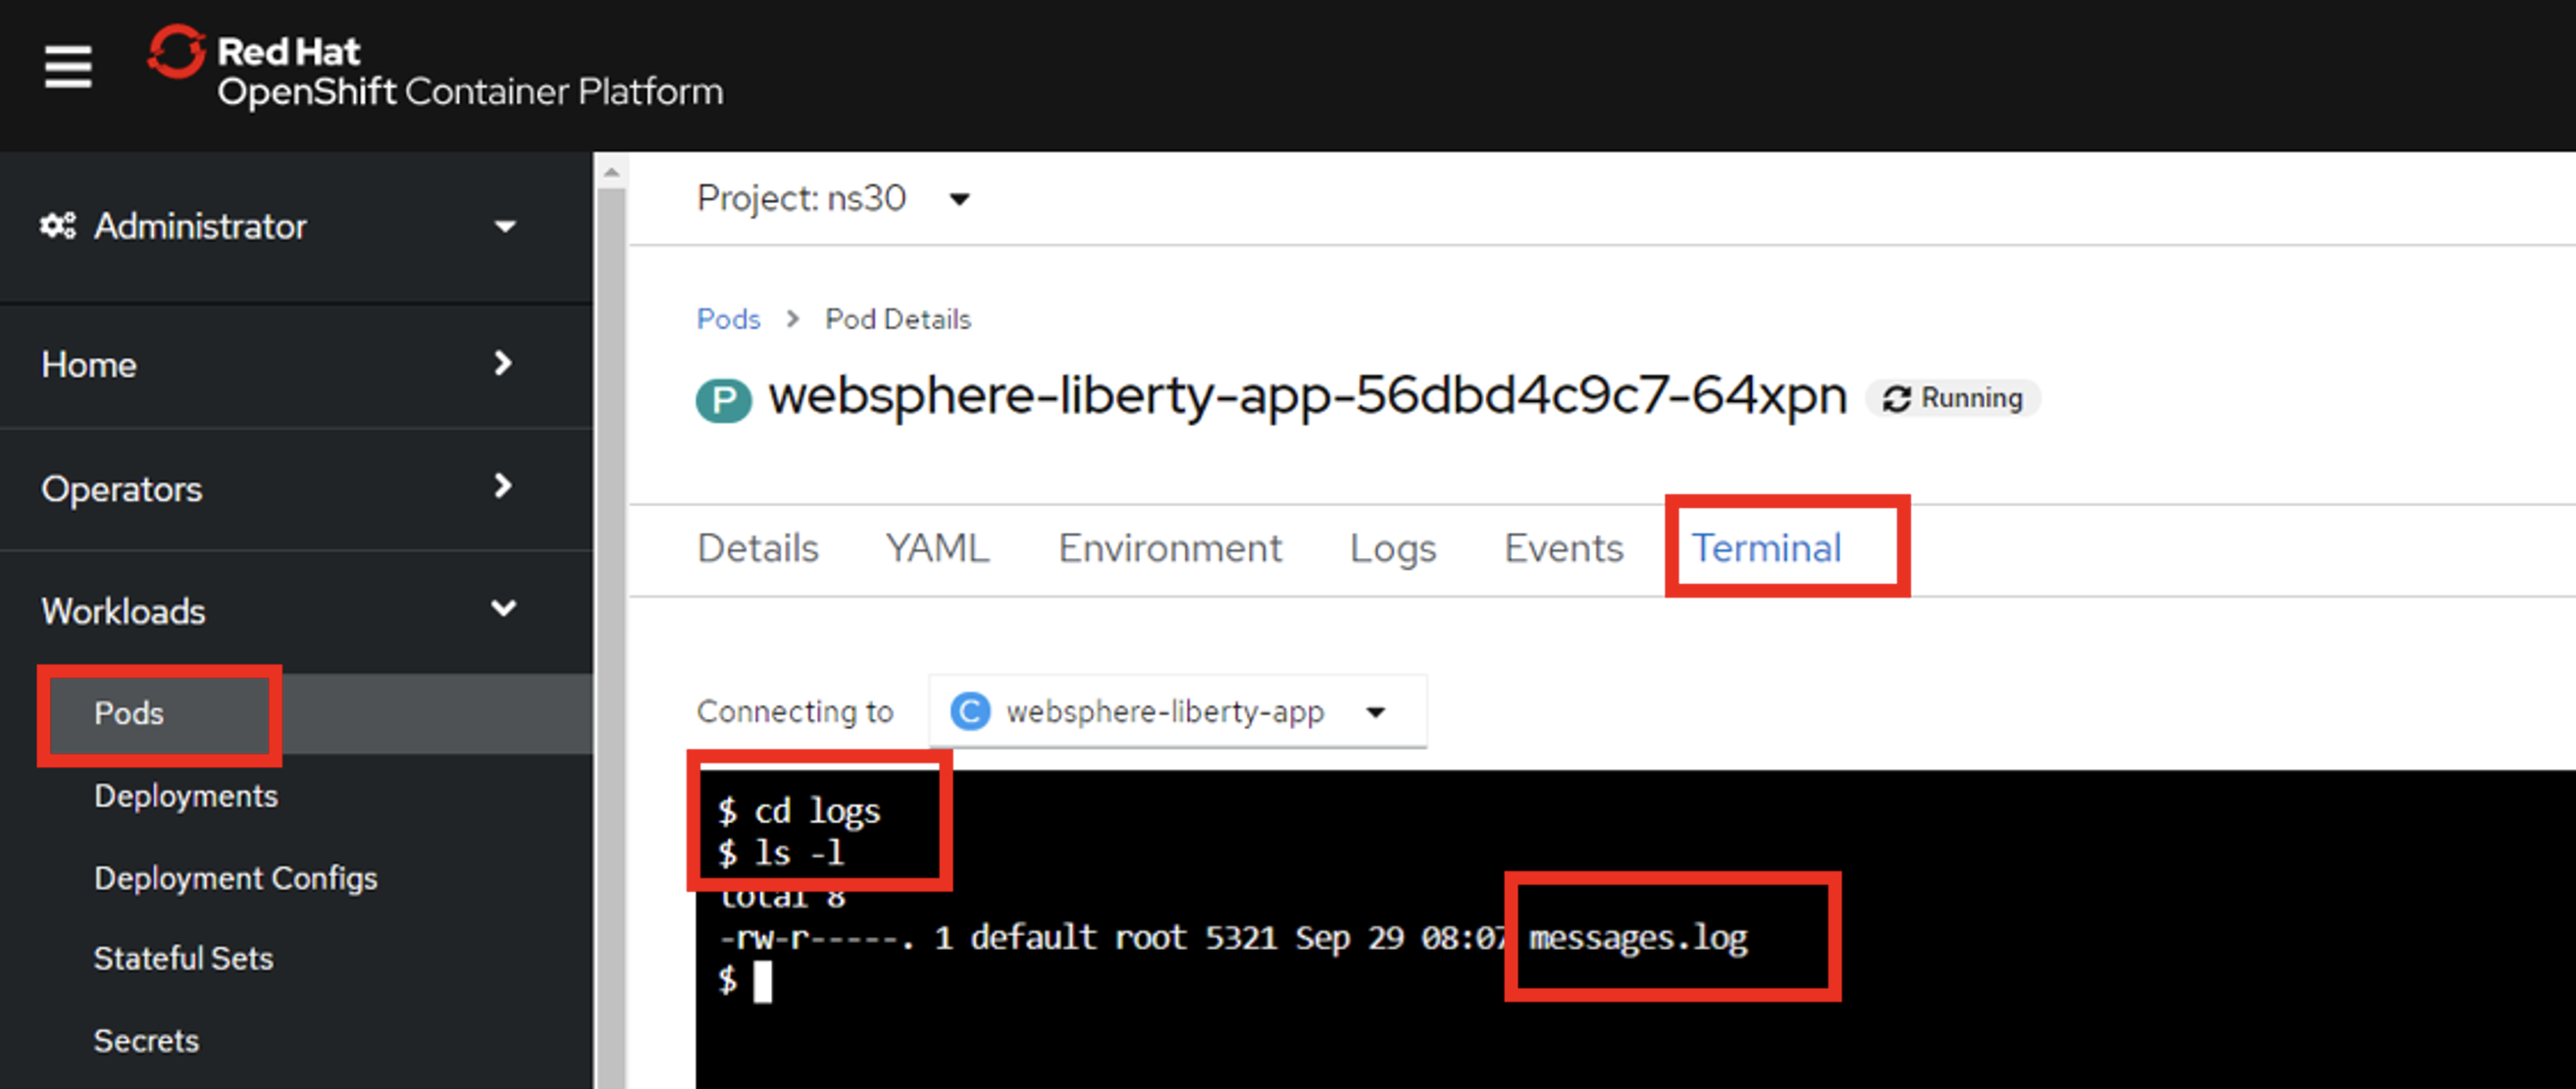 Red Hat
OpenShift Container Platform
Administrator
Home
Operators
Workloads
Pods
Deployments
Deployment Configs
Stateful Sets
Secrets
Project: ns30
Pods > Pod Details
P websphere-liberty-app-56dbd4c9c7-64xpn Running
Details YAML Environment Logs Events Terminal
Connecting to C websphere-liberty-app
$ cd logs
$ ls -l
total 8
-rw-r-----. 1 default root 5321 Sep 29 08:07 messages.log
$